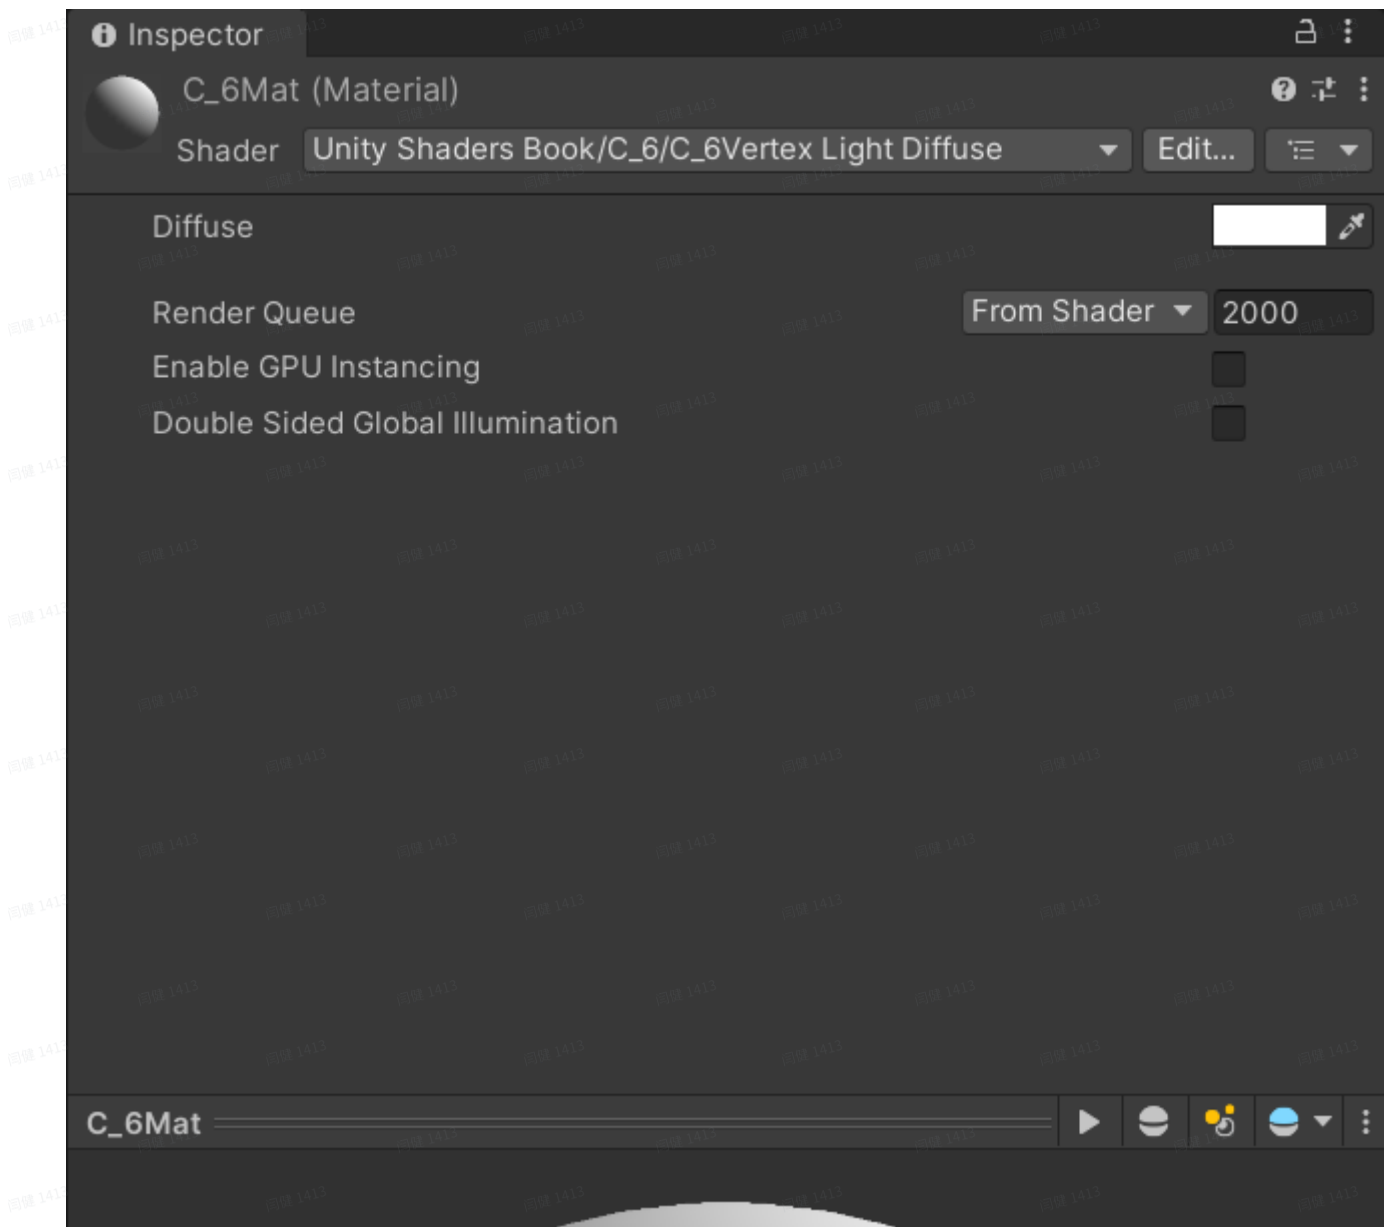 Inspector
C_6Mat (Material)
Shader Unity Shaders Book/C_6/C_6Vertex Light Diffuse Edit...
Diffuse
Render Queue From Shader 2000
Enable GPU Instancing
Double Sided Global Illumination
C_6Mat